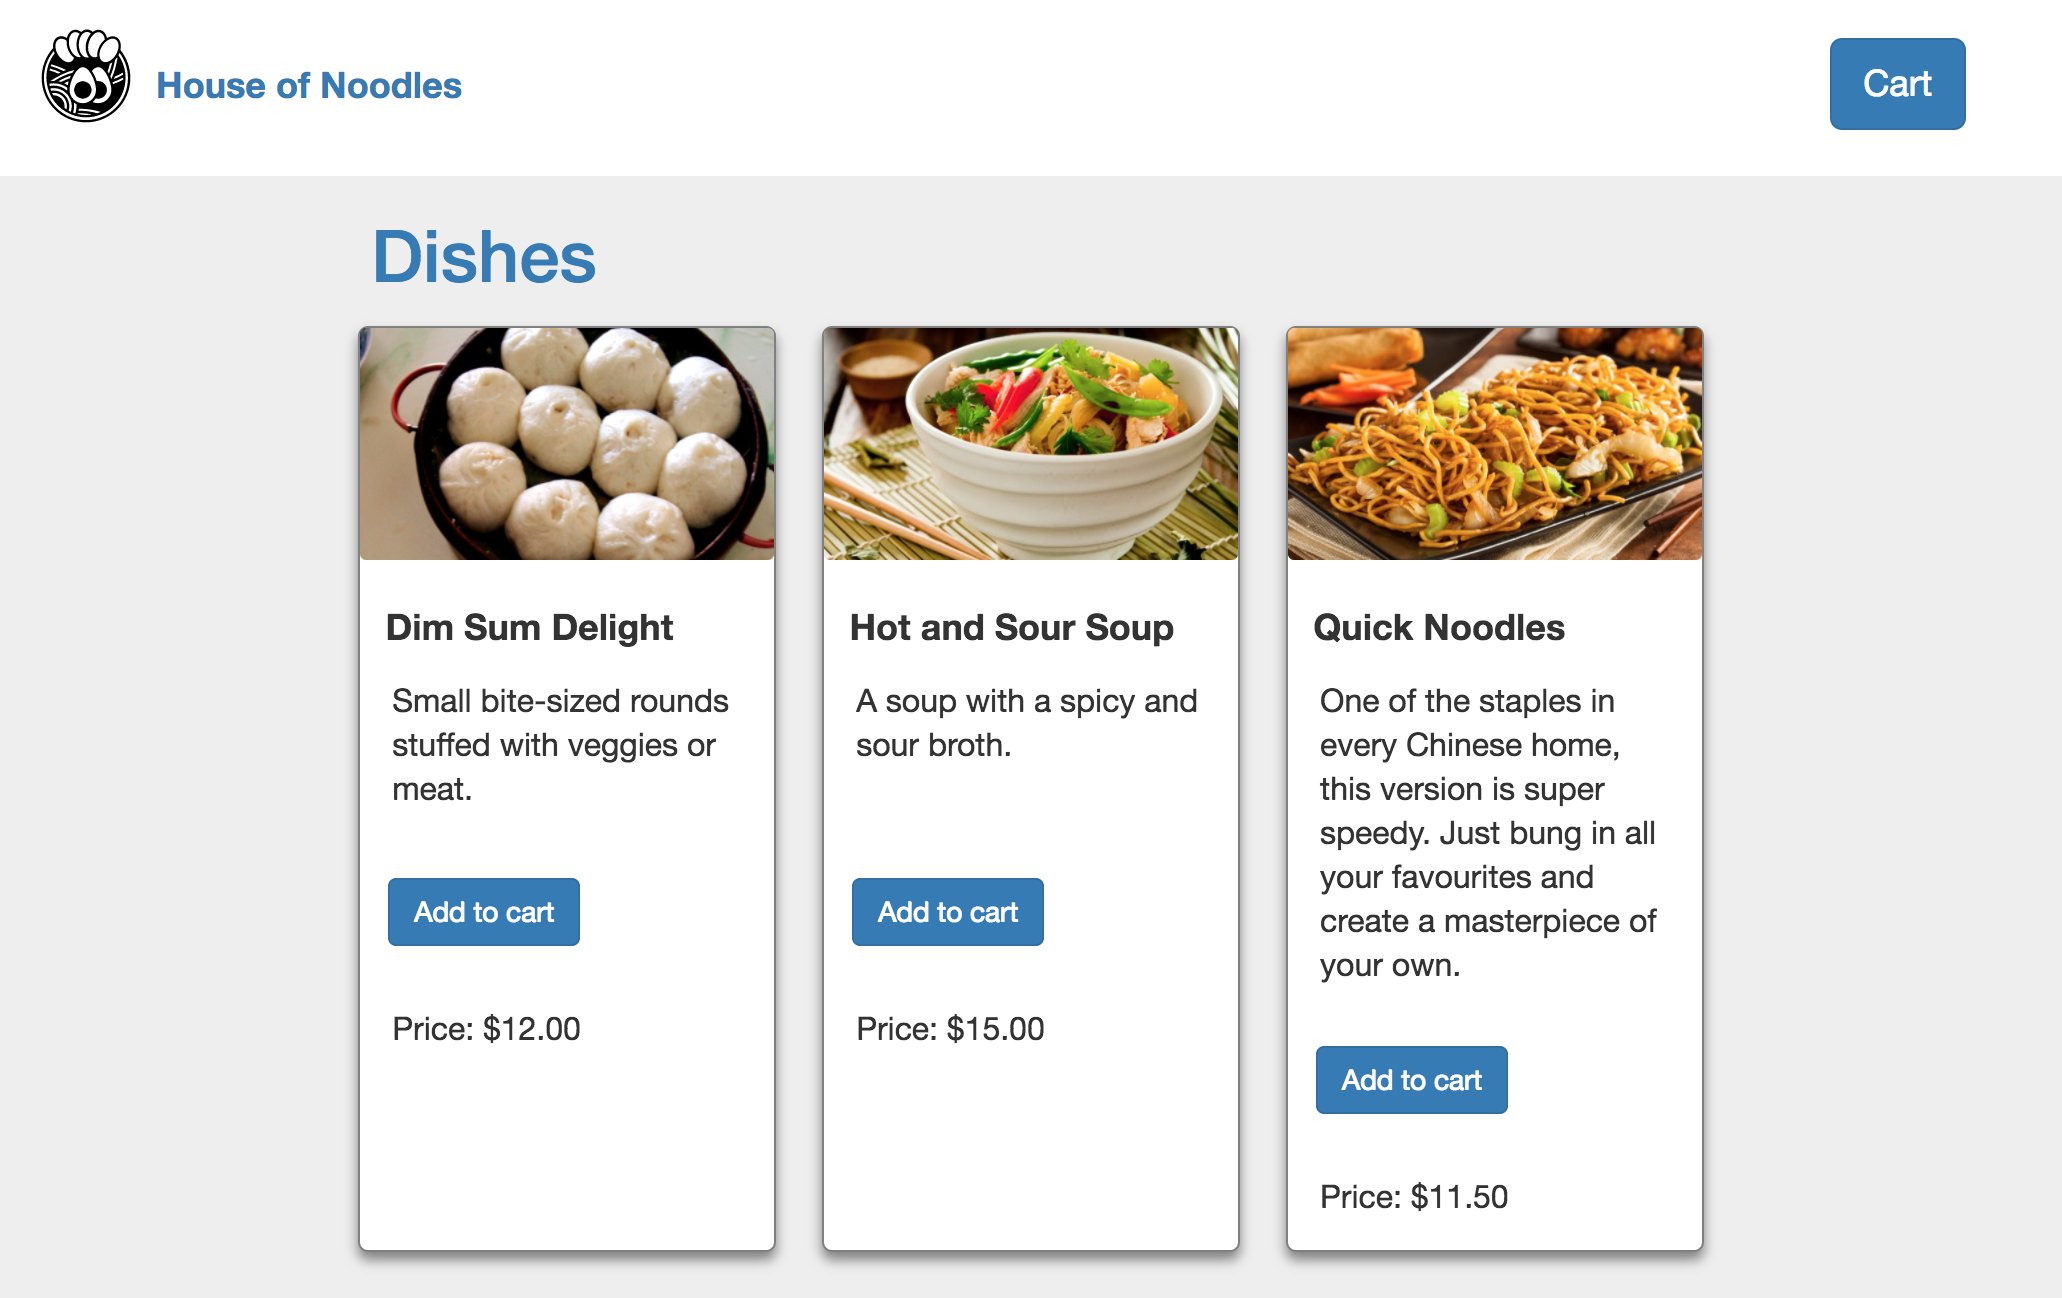 House of Noodles
Cart
Dishes
Dim Sum Delight
Small bite-sized rounds
stuffed with veggies or
meat.
Add to cart
Price: $12.00
Hot and Sour Soup
A soup with a spicy and
sour broth.
Add to cart
Price: $15.00
Quick Noodles
One of the staples in
every Chinese home,
this version is super
speedy. Just bung in all
your favourites and
create a masterpiece of
your own.
Add to cart
Price: $11.50